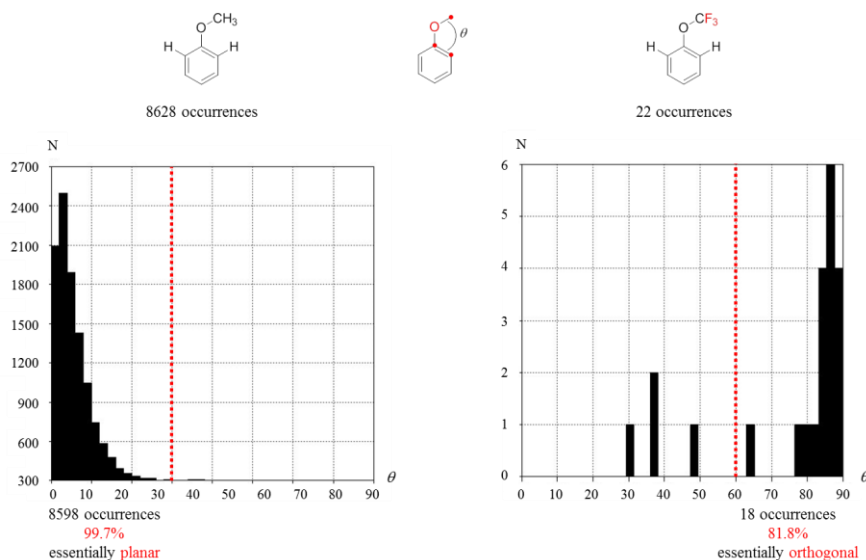 CH₃
O
H
H
8628 occurrences
O
θ
CF₃
O
H
H
22 occurrences
N
2700
2400
2100
1800
1500
1200
900
600
300
0
10
20
30
40
50
60
70
80
90
θ
8598 occurrences
99.7%
essentially planar
N
6
5
4
3
2
1
0
0
10
20
30
40
50
60
70
80
90
θ
18 occurrences
81.8%
essentially orthogonal